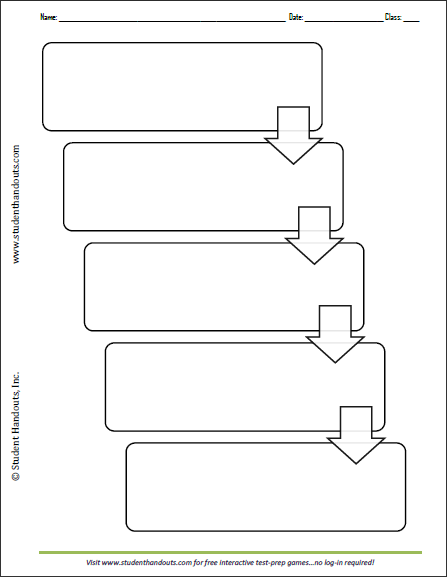 Name: Date: Class:
www.studenthandouts.com
© Student Handouts, Inc.
Visit www.studenthandouts.com for free interactive test-prep games...no log-in required!